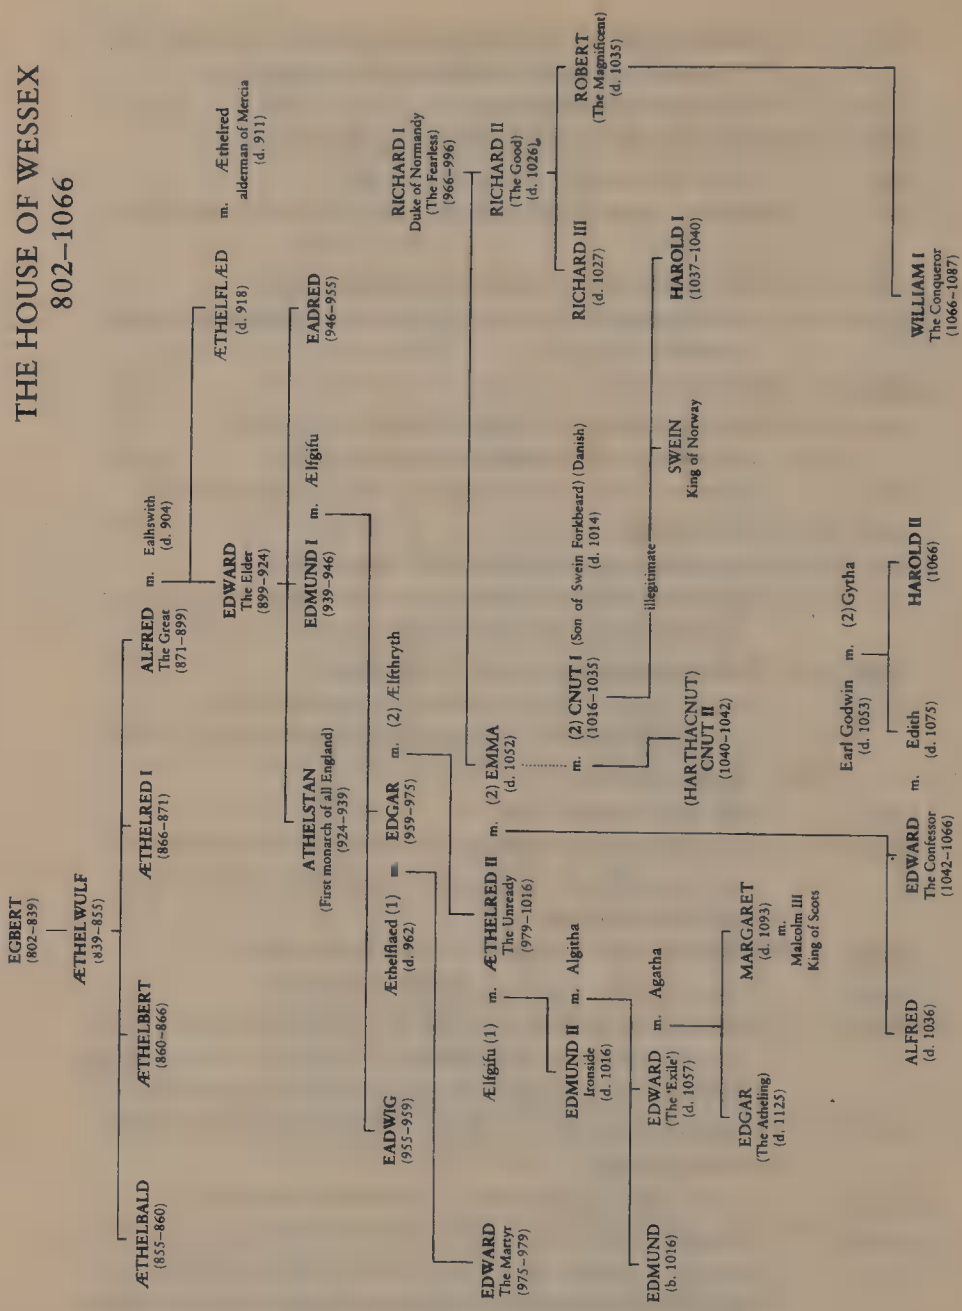 THE HOUSE OF WESSEX
802–1066
EGBERT
(802–839)
ÆTHELWULF
(839–855)
ÆTHELBALD
(855–860)
ÆTHELBERT
(860–866)
ÆTHELRED I
(866–871)
ALFRED
The Great
(871–899)
m.
Ealhswith
(d. 904)
EDWARD
The Elder
(899–924)
ÆTHELFLÆD
(d. 918)
m.
Æthelred
alderman of Mercia
(d. 911)
ATHELSTAN
(First monarch of all England)
(924–939)
EDMUND I
(939–946)
m.
Ælfgifu
EADRED
(946–955)
EADWIG
(955–959)
Æthelflaed (1)
(d. 962)
EDGAR
(959–975)
m.
(2) Ælfthryth
RICHARD I
Duke of Normandy
(The Fearless)
(966–996)
EDWARD
The Martyr
(975–979)
Ælfgifu (1)
m.
ÆTHELRED II
The Unready
(979–1016)
m.
(2) EMMA
(d. 1052)
RICHARD II
(The Good)
(d. 1026)
EDMUND II
Ironside
(d. 1016)
m.
Algitha
m.
(2) CNUT I (Son of Swein Forkbeard) (Danish)
(1016–1035)
(d. 1014)
RICHARD III
(d. 1027)
ROBERT
(The Magnificent)
(d. 1035)
EDMUND
(b. 1016)
EDWARD
(The 'Exile')
(d. 1057)
m.
Agatha
illegitimate
(HARTHACNUT)
CNUT II
(1040–1042)
SWEIN
King of Norway
HAROLD I
(1037–1040)
EDGAR
(The Atheling)
(d. 1125)
MARGARET
(d. 1093)
m.
Malcolm III
King of Scots
Earl Godwin
(d. 1053)
m.
(2) Gytha
ALFRED
(d. 1036)
EDWARD
The Confessor
(1042–1066)
m.
Edith
(d. 1075)
HAROLD II
(1066)
WILLIAM I
The Conqueror
(1066–1087)